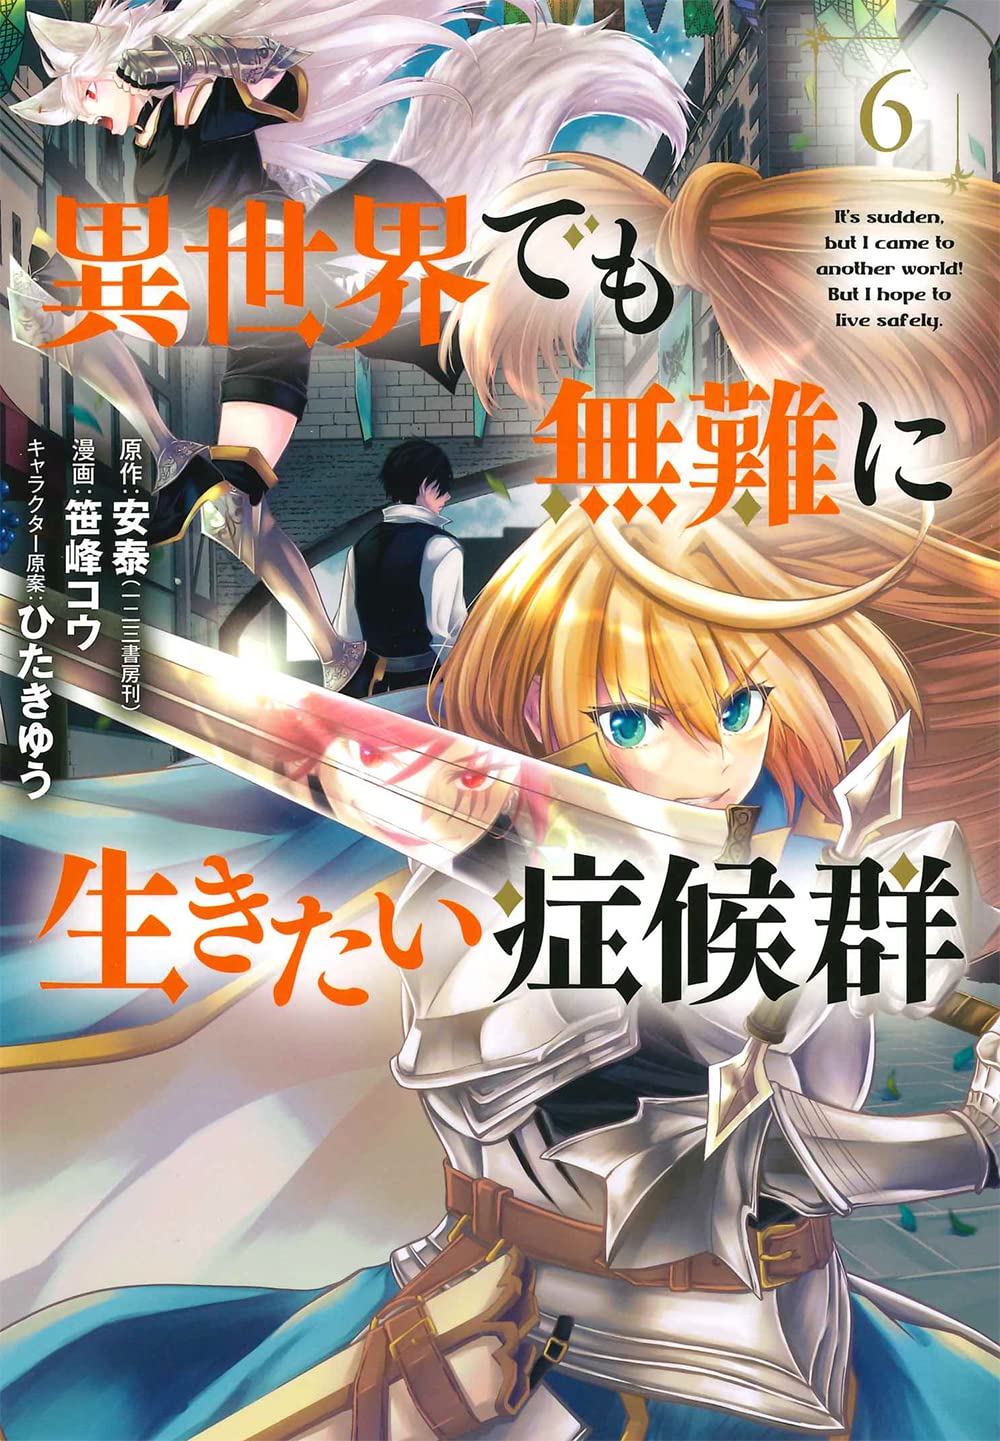 6
It's sudden,
but I came to
another world!
But I hope to
live safely.
異世界でも
無難に
生きたい症候群
原作:安泰(一二三書房刊)
漫画:笹峰コウ
キャラクター原案:ひたきゆう